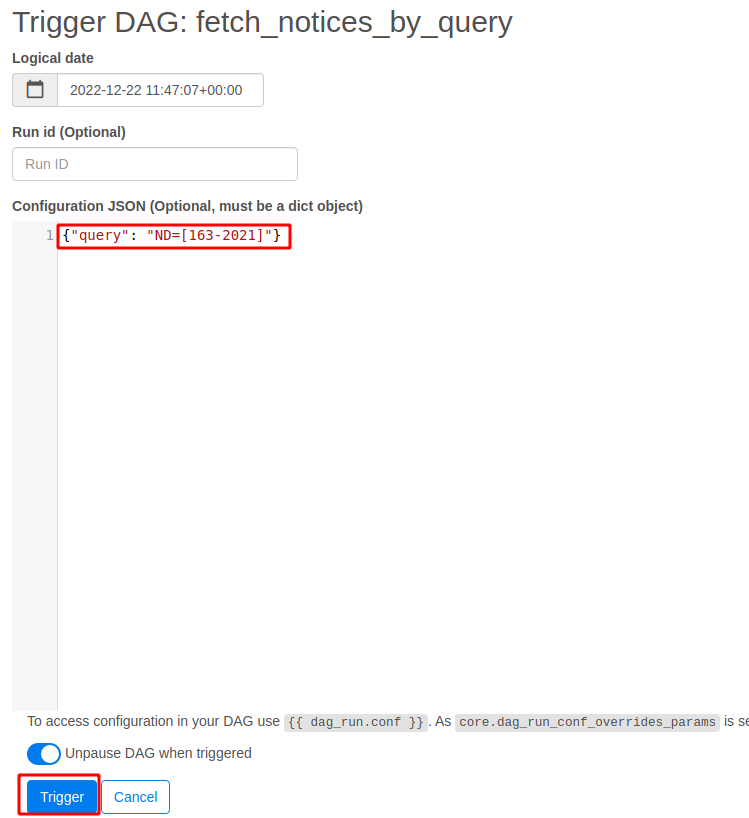 Trigger DAG: fetch_notices_by_query
Logical date
2022-12-22 11:47:07+00:00
Run id (Optional)
Run ID
Configuration JSON (Optional, must be a dict object)
1 {"query": "ND=[163-2021]"}
To access configuration in your DAG use {{ dag_run.conf }}. As core.dag_run_conf_overrides_params is se
Unpause DAG when triggered
Trigger Cancel